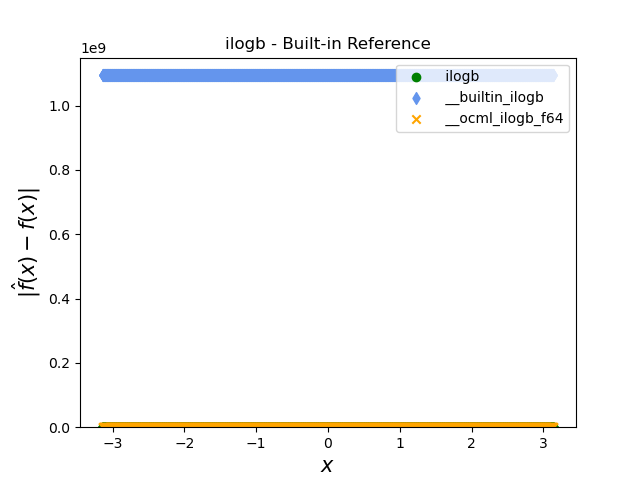 ilogb - Built-in Reference
1e9
1.0
0.8
0.6
0.4
0.2
0.0
|f̂(x) − f(x)|
ilogb
__builtin_ilogb
__ocml_ilogb_f64
−3 −2 −1 0 1 2 3
x